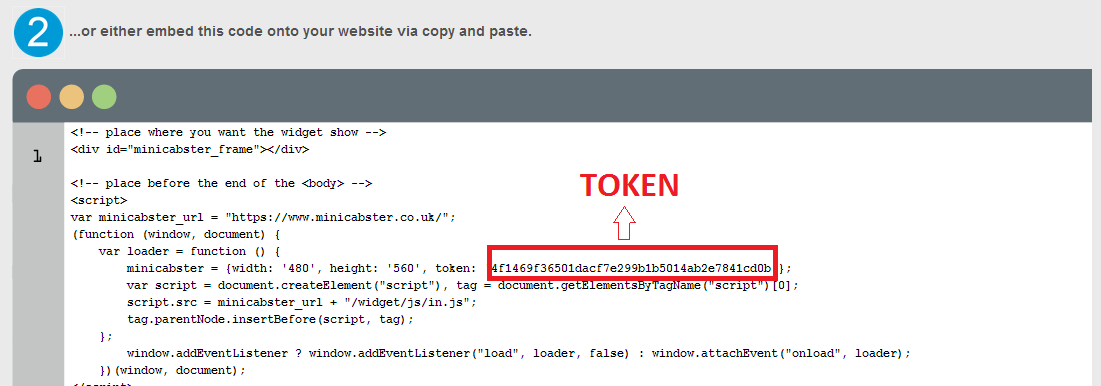 2 ...or either embed this code onto your website via copy and paste.
1
<!-- place where you want the widget show -->
<div id="minicabster_frame"></div>
<!-- place before the end of the <body> -->
TOKEN
<script>
var minicabster_url = "https://www.minicabster.co.uk/";
(function (window, document) {
var loader = function () {
minicabster = {width: '480', height: '560', token: '4f1469f36501dacf7e299b1b5014ab2e7841cd0b'};
var script = document.createElement("script"), tag = document.getElementsByTagName("script")[0];
script.src = minicabster_url + "/widget/js/in.js";
tag.parentNode.insertBefore(script, tag);
};
window.addEventListener ? window.addEventListener("load", loader, false) : window.attachEvent("onload", loader);
})(window, document);
</script>